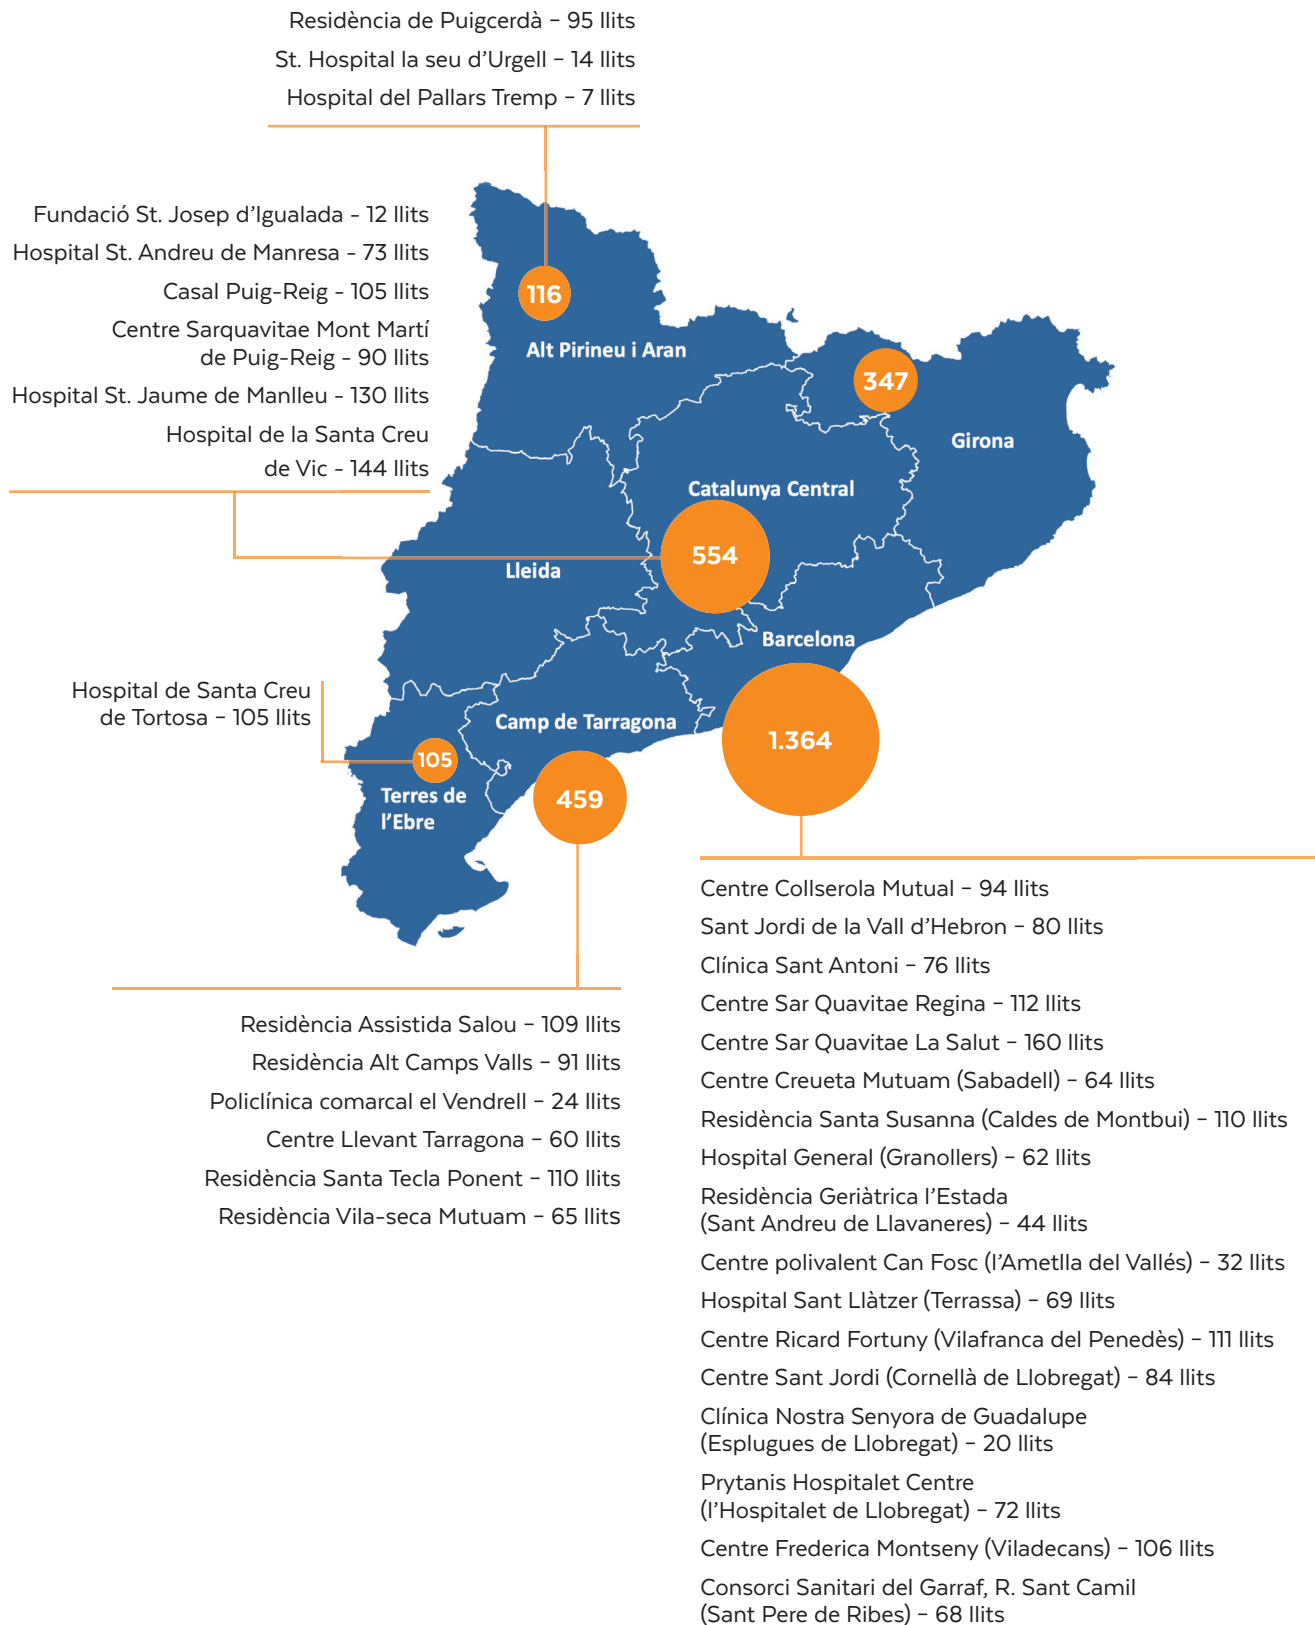 Residència de Puigcerdà – 95 llits
St. Hospital la seu d’Urgell – 14 llits
Hospital del Pallars Tremp – 7 llits
Fundació St. Josep d’Igualada - 12 llits
Hospital St. Andreu de Manresa - 73 llits
Casal Puig-Reig - 105 llits
Centre Sarquavitae Mont Martí
de Puig-Reig - 90 llits
Hospital St. Jaume de Manlleu - 130 llits
Hospital de la Santa Creu
de Vic - 144 llits
116
Alt Pirineu i Aran
347
Girona
Catalunya Central
554
Lleida
Barcelona
Hospital de Santa Creu
de Tortosa – 105 llits
Camp de Tarragona
1.364
105
Terres de
l’Ebre
459
Residència Assistida Salou – 109 llits
Residència Alt Camps Valls – 91 llits
Policlínica comarcal el Vendrell – 24 llits
Centre Llevant Tarragona – 60 llits
Residència Santa Tecla Ponent – 110 llits
Residència Vila-seca Mutuam – 65 llits
Centre Collserola Mutual – 94 llits
Sant Jordi de la Vall d’Hebron – 80 llits
Clínica Sant Antoni – 76 llits
Centre Sar Quavitae Regina – 112 llits
Centre Sar Quavitae La Salut – 160 llits
Centre Creueta Mutuam (Sabadell) – 64 llits
Residència Santa Susanna (Caldes de Montbui) – 110 llits
Hospital General (Granollers) – 62 llits
Residència Geriàtrica l’Estada
(Sant Andreu de Llavaneres) – 44 llits
Centre polivalent Can Fosc (l’Ametlla del Vallés) – 32 llits
Hospital Sant Llàtzer (Terrassa) – 69 llits
Centre Ricard Fortuny (Vilafranca del Penedès) – 111 llits
Centre Sant Jordi (Cornellà de Llobregat) – 84 llits
Clínica Nostra Senyora de Guadalupe
(Esplugues de Llobregat) – 20 llits
Prytanis Hospitalet Centre
(l’Hospitalet de Llobregat) – 72 llits
Centre Frederica Montseny (Viladecans) – 106 llits
Consorci Sanitari del Garraf, R. Sant Camil
(Sant Pere de Ribes) – 68 llits